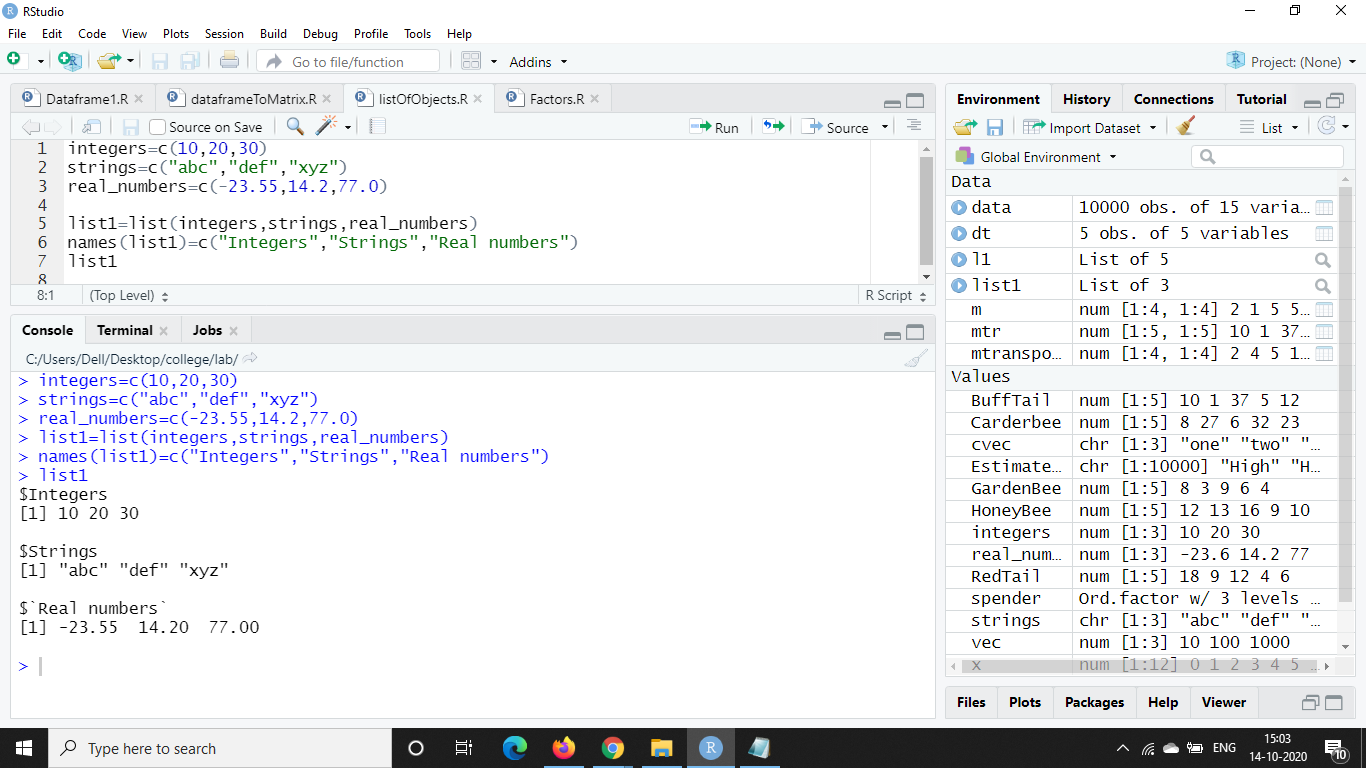 RStudio
File Edit Code View Plots Session Build Debug Profile Tools Help
Go to file/function Addins Project: (None)
Dataframe1.R dataframeToMatrix.R listOfObjects.R Factors.R
Source on Save Run Source
1 integers=c(10,20,30)
2 strings=c("abc","def","xyz")
3 real_numbers=c(-23.55,14.2,77.0)
4
5 list1=list(integers,strings,real_numbers)
6 names(list1)=c("Integers","Strings","Real numbers")
7 list1
8
8:1 (Top Level) R Script
Console Terminal Jobs
C:/Users/Dell/Desktop/college/lab/
> integers=c(10,20,30)
> strings=c("abc","def","xyz")
> real_numbers=c(-23.55,14.2,77.0)
> list1=list(integers,strings,real_numbers)
> names(list1)=c("Integers","Strings","Real numbers")
> list1
$Integers
[1] 10 20 30
$Strings
[1] "abc" "def" "xyz"
$`Real numbers`
[1] -23.55 14.20 77.00
>
Environment History Connections Tutorial
Import Dataset List
Global Environment
Data
data 10000 obs. of 15 varia…
dt 5 obs. of 5 variables
l1 List of 5
list1 List of 3
m num [1:4, 1:4] 2 1 5 5…
mtr num [1:5, 1:5] 10 1 37…
mtranspo… num [1:4, 1:4] 2 4 5 1…
Values
BuffTail num [1:5] 10 1 37 5 12
Carderbee num [1:5] 8 27 6 32 23
cvec chr [1:3] "one" "two" "…
Estimate… chr [1:10000] "High" "H…
GardenBee num [1:5] 8 3 9 6 4
HoneyBee num [1:5] 12 13 16 9 10
integers num [1:3] 10 20 30
real_num… num [1:3] -23.6 14.2 77
RedTail num [1:5] 18 9 12 4 6
spender Ord.factor w/ 3 levels …
strings chr [1:3] "abc" "def" "…
vec num [1:3] 10 100 1000
x num [1:12] 0 1 2 3 4 5 …
Files Plots Packages Help Viewer
Type here to search
ENG
15:03
14-10-2020
10